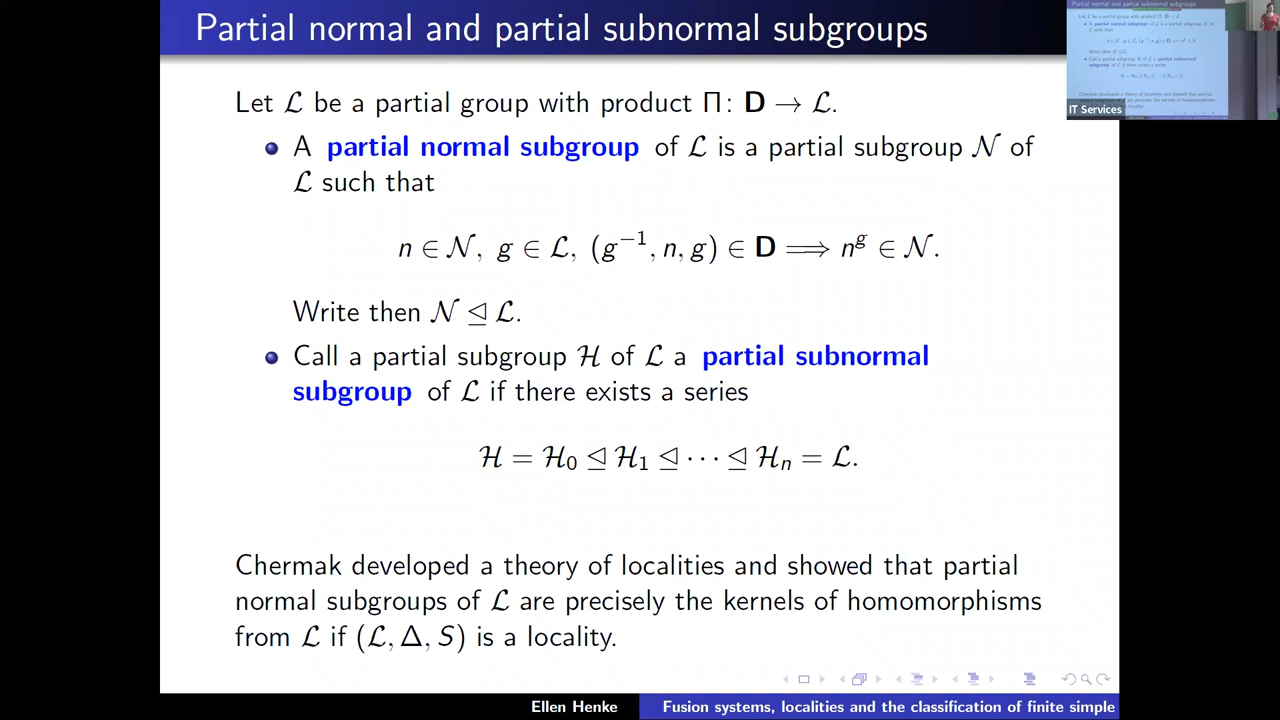 Partial normal and partial subnormal subgroups
Let ℒ be a partial group with product Π: D → ℒ.
A partial normal subgroup of ℒ is a partial subgroup 𝒩 of
ℒ such that
n ∈ 𝒩, g ∈ ℒ, (g⁻¹, n, g) ∈ D ⟹ nᵍ ∈ 𝒩.
Write then 𝒩 ⊴ ℒ.
Call a partial subgroup ℋ of ℒ a partial subnormal
subgroup of ℒ if there exists a series
ℋ = ℋ₀ ⊴ ℋ₁ ⊴ ⋯ ⊴ ℋₙ = ℒ.
Chermak developed a theory of localities and showed that partial
normal subgroups of ℒ are precisely the kernels of homomorphisms
from ℒ if (ℒ, Δ, S) is a locality.
Ellen Henke
Fusion systems, localities and the classification of finite simple
IT Services